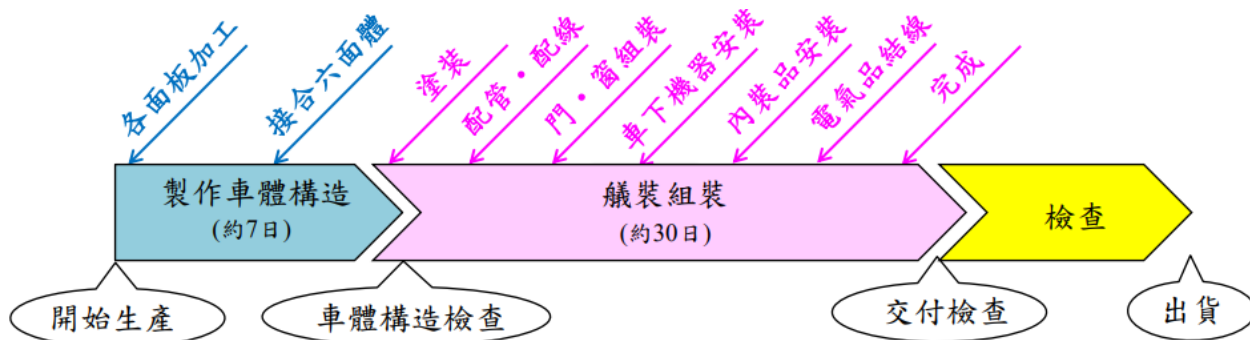 各面板加工
接合六面體
塗裝
配管・配線
門・窗組裝
車下機器安裝
內裝品安裝
電氣品結線
完成
製作車體構造
(約7日)
艤裝組裝
(約30日)
檢查
開始生產
車體構造檢查
交付檢查
出貨